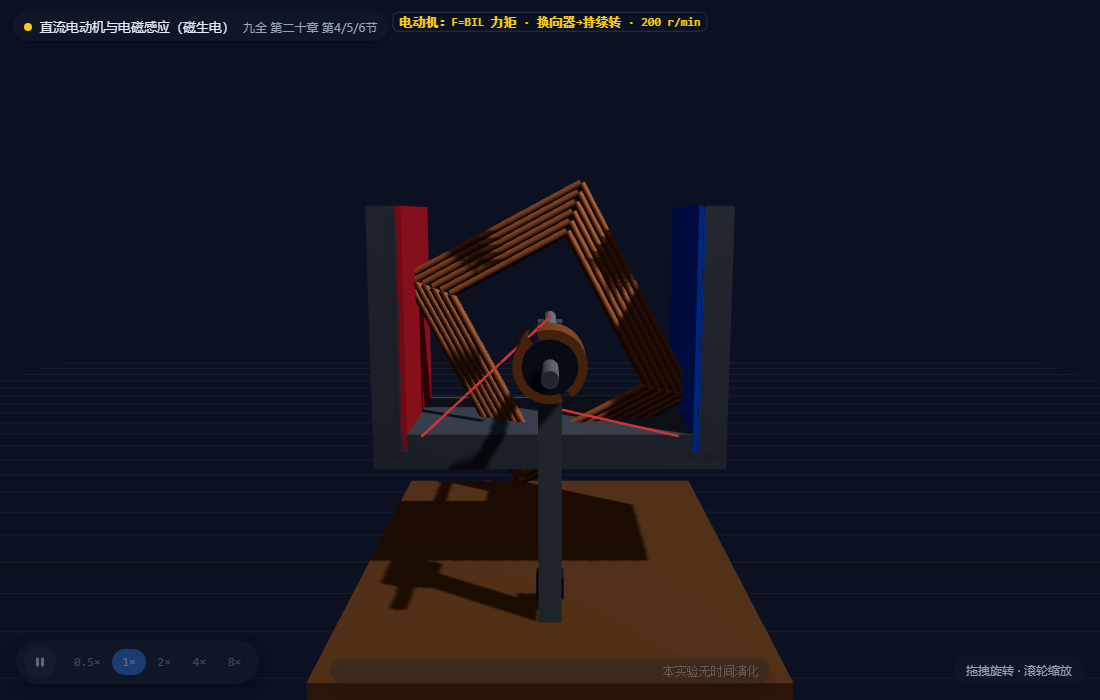 直流电动机与电磁感应（磁生电） 九全 第二十章 第4/5/6节
电动机: F=BIL 力矩 · 换向器→持续转 · 200 r/min
0.5× 1× 2× 4× 8×
本实验无时间演化
拖拽旋转 · 滚轮缩放